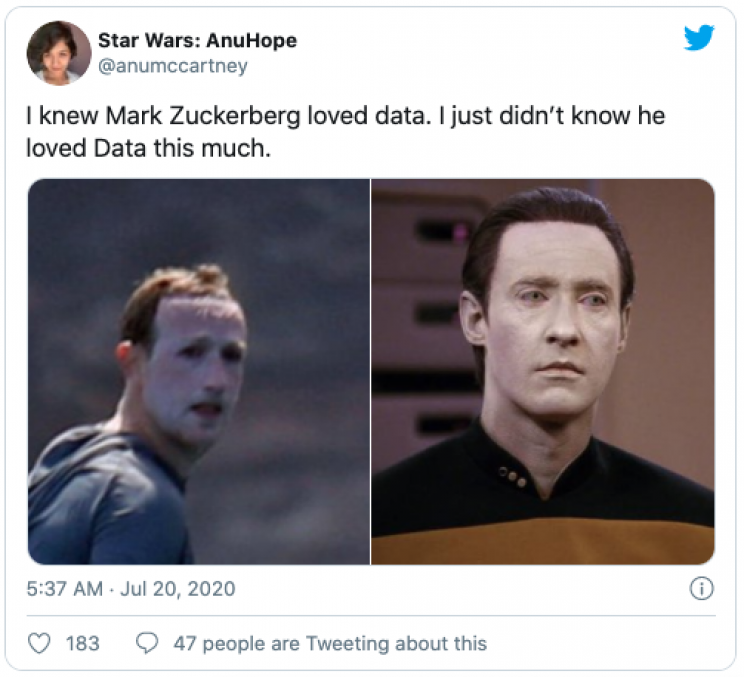 Star Wars: AnuHope
@anumccartney
I knew Mark Zuckerberg loved data. I just didn’t know he
loved Data this much.
5:37 AM · Jul 20, 2020
183
47 people are Tweeting about this